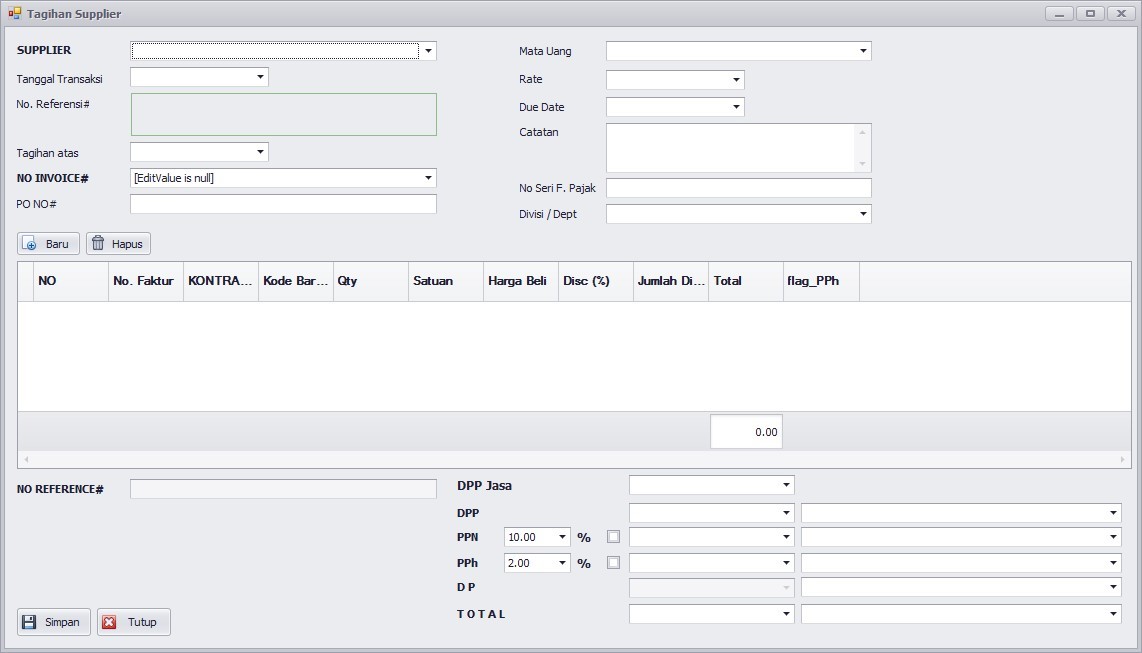 Tagihan Supplier
SUPPLIER
Tanggal Transaksi
No. Referensi#
Tagihan atas
NO INVOICE# [EditValue is null]
PO NO#
Mata Uang
Rate
Due Date
Catatan
No Seri F. Pajak
Divisi / Dept
Baru Hapus
NO No. Faktur KONTRA... Kode Bar... Qty Satuan Harga Beli Disc (%) Jumlah Di... Total flag_PPh
0.00
NO REFERENCE#
DPP Jasa
DPP
PPN 10.00 %
PPh 2.00 %
D P
T O T A L
Simpan Tutup